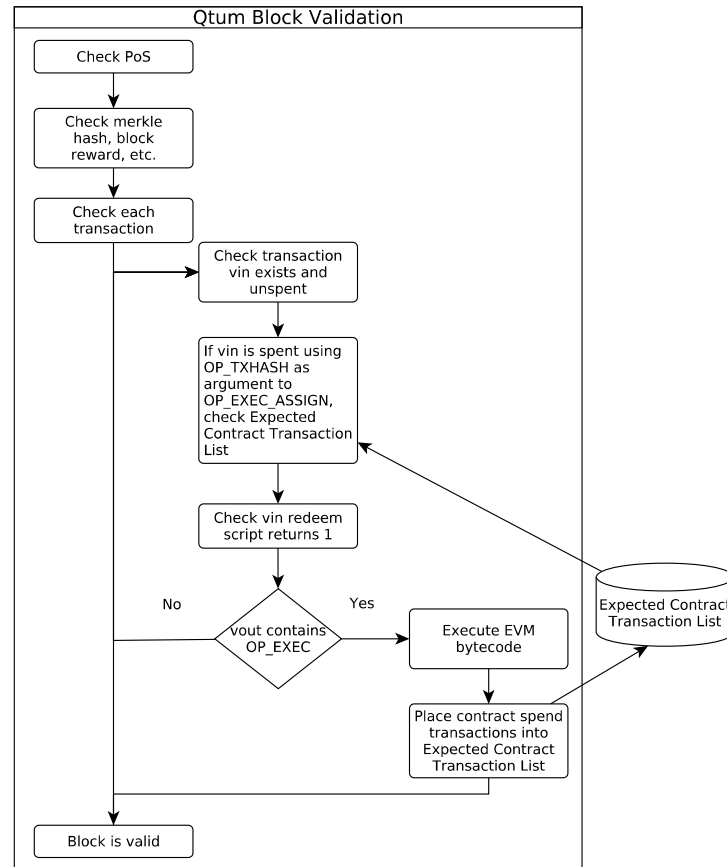 Qtum Block Validation
Check PoS
Check merkle
hash, block
reward, etc.
Check each
transaction
Check transaction
vin exists and
unspent
If vin is spent using
OP_TXHASH as
argument to
OP_EXEC_ASSIGN,
check Expected
Contract Transaction
List
Check vin redeem
script returns 1
No
Yes
vout contains
OP_EXEC
Execute EVM
bytecode
Expected Contract
Transaction List
Place contract spend
transactions into
Expected Contract
Transaction List
Block is valid